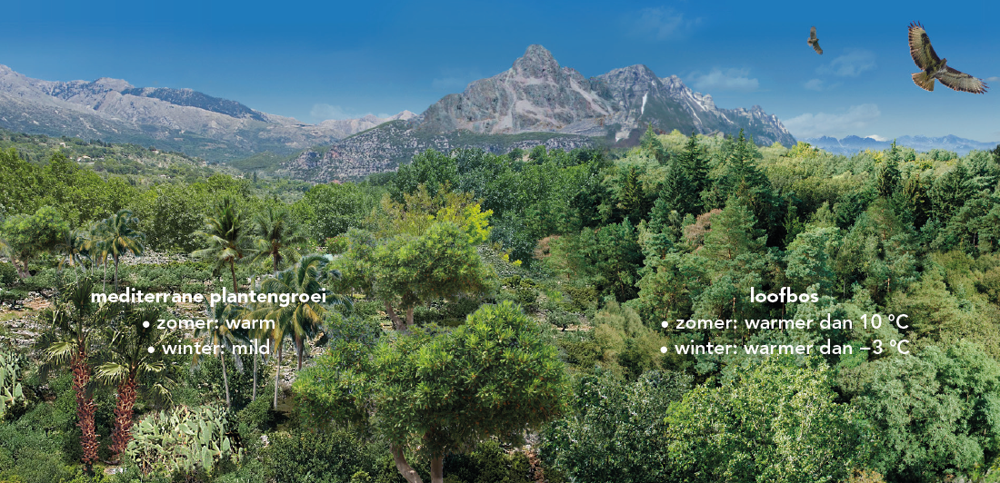 mediterrane plantengroei
• zomer: warm
• winter: mild
loofbos
• zomer: warmer dan 10 °C
• winter: warmer dan −3 °C